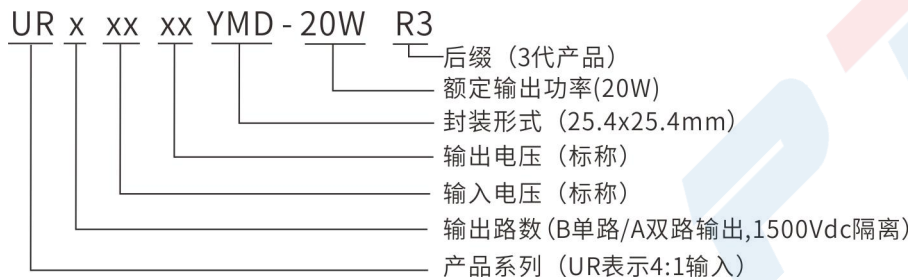 UR x xx xx YMD - 20W R3
后缀（3代产品）
额定输出功率(20W)
封装形式（25.4x25.4mm）
输出电压（标称）
输入电压（标称）
输出路数(B单路/A双路输出,1500Vdc隔离)
产品系列（UR表示4:1输入）